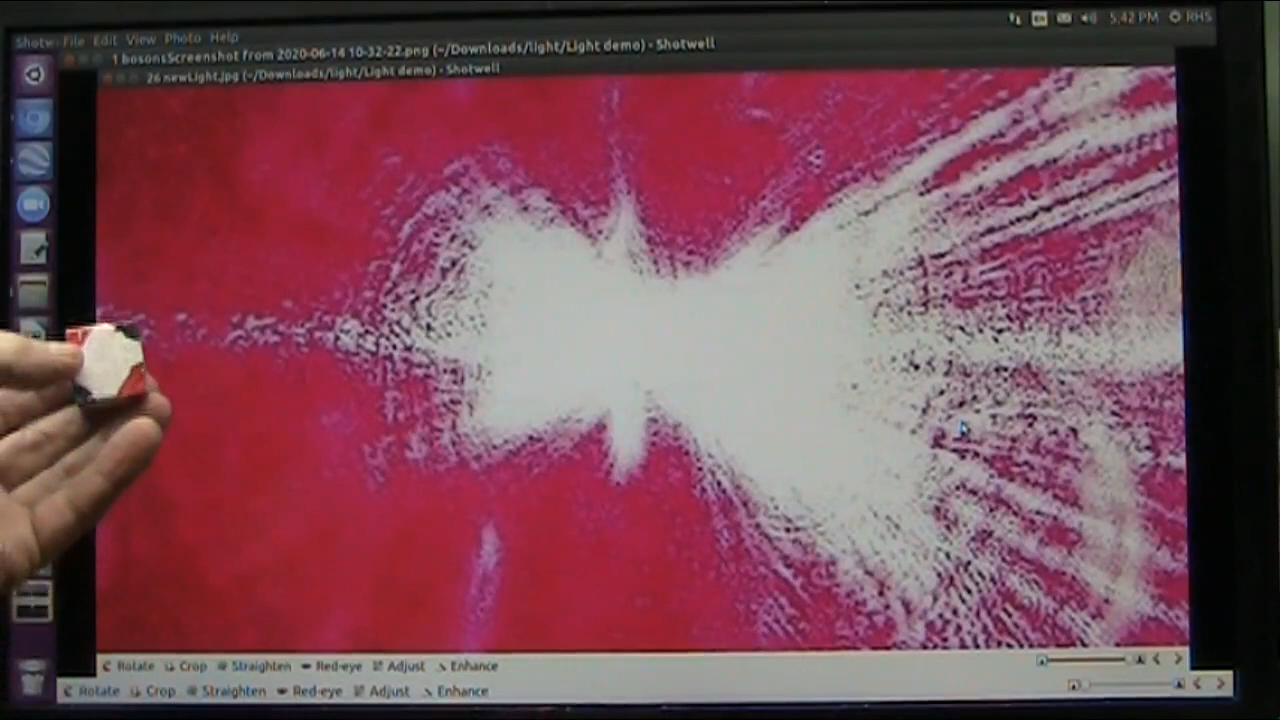 Shotw File Edit View Photo Help
5:42 PM RHS
1 bosonsScreenshot from 2020-06-14 10-32-22.png (~/Downloads/light/Light demo) - Shotwell
26 newLight.jpg (~/Downloads/light/Light demo) - Shotwell
Rotate Crop Straighten Red-eye Adjust Enhance
Rotate Crop Straighten Red-eye Adjust Enhance